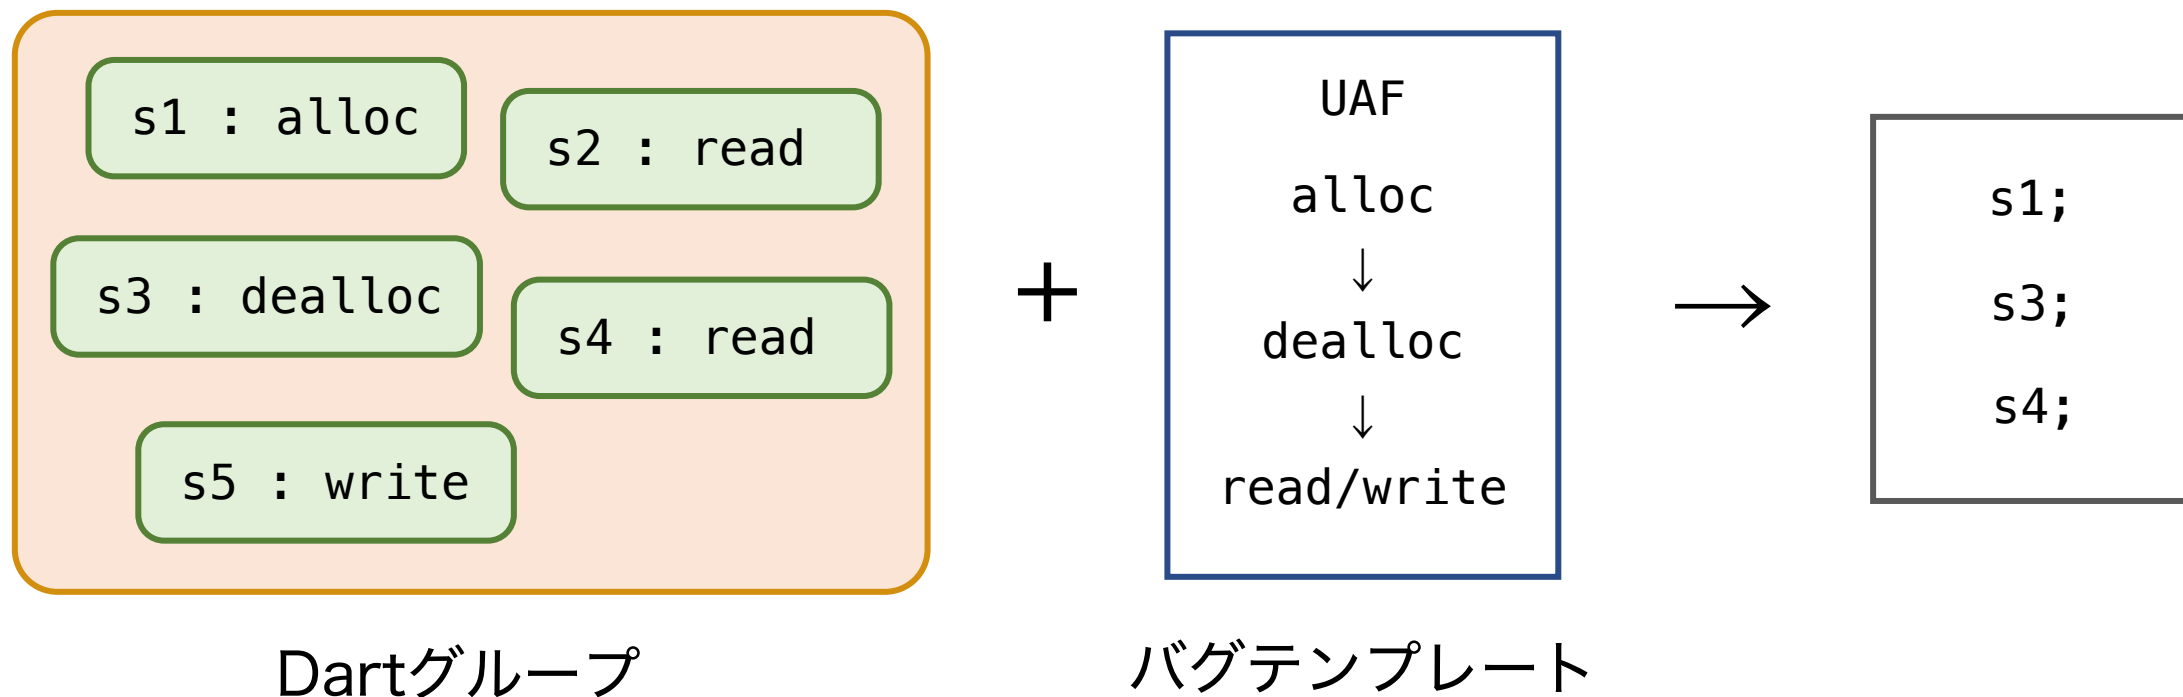 s1 : alloc
s2 : read
s3 : dealloc
s4 : read
s5 : write
Dartグループ
+
UAF
alloc
↓
dealloc
↓
read/write
バグテンプレート
→
s1;
s3;
s4;